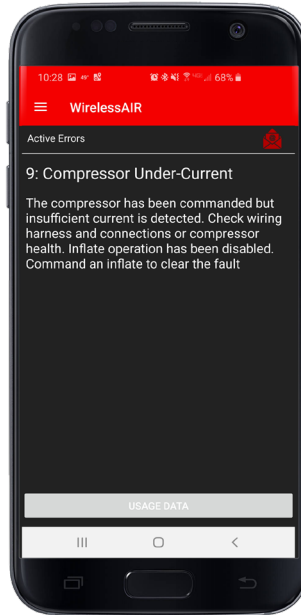 10:28 49° 68%
WirelessAIR
Active Errors
9: Compressor Under-Current
The compressor has been commanded but
insufficient current is detected. Check wiring
harness and connections or compressor
health. Inflate operation has been disabled.
Command an inflate to clear the fault
USAGE DATA